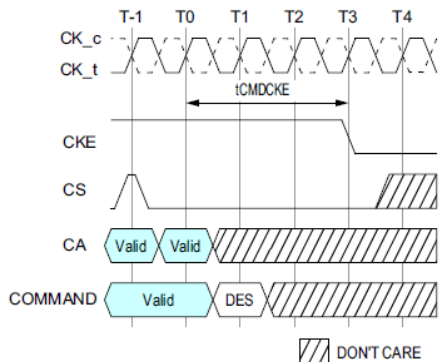 T-1 T0 T1 T2 T3 T4
CK_c
CK_t
tCMDCKE
CKE
CS
CA Valid Valid
COMMAND Valid DES
DON'T CARE